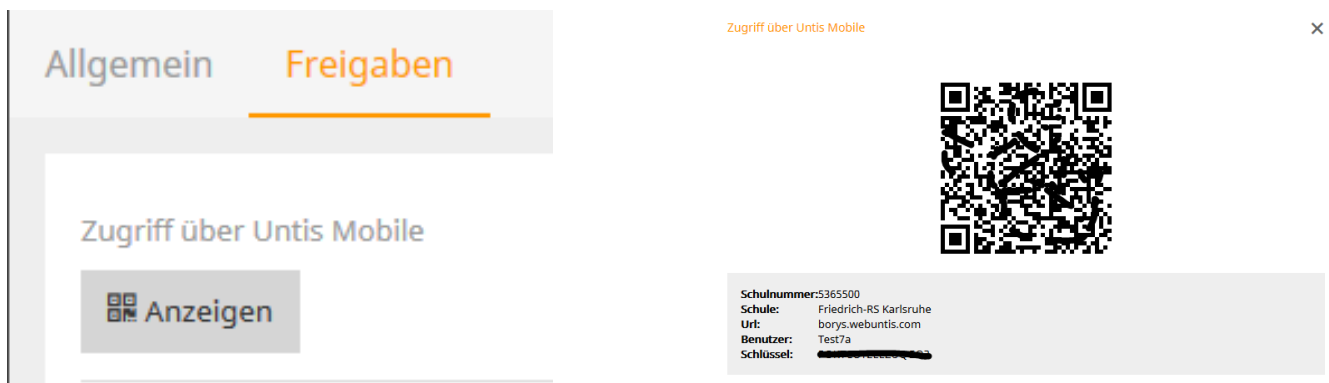 Allgemein Freigaben
Zugriff über Untis Mobile
Anzeigen
Zugriff über Untis Mobile
Schulnummer:5365500
Schule: Friedrich-RS Karlsruhe
Url: borys.webuntis.com
Benutzer: Test7a
Schlüssel: